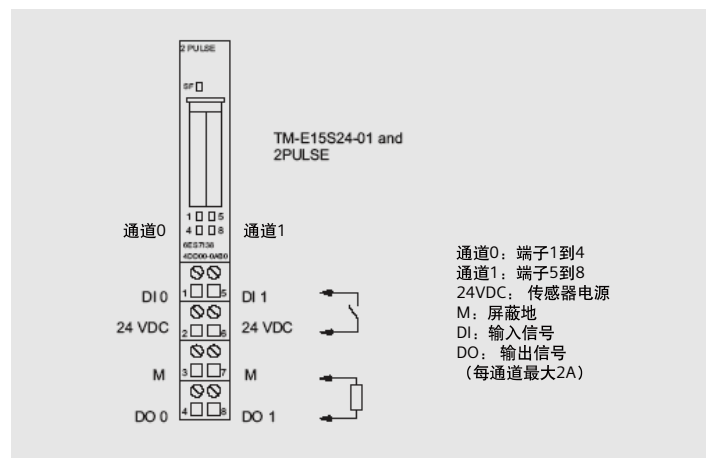 2 PULSE
SF
TM-E15S24-01 and
2PULSE
1 5
通道0 4 8 通道1
6ES7138
4DD00-0AB0
DI 0 1 5 DI 1
24 VDC 2 6 24 VDC
M 3 7 M
DO 0 4 8 DO 1
通道0：端子1到4
通道1：端子5到8
24VDC： 传感器电源
M：屏蔽地
DI：输入信号
DO： 输出信号
（每通道最大2A）